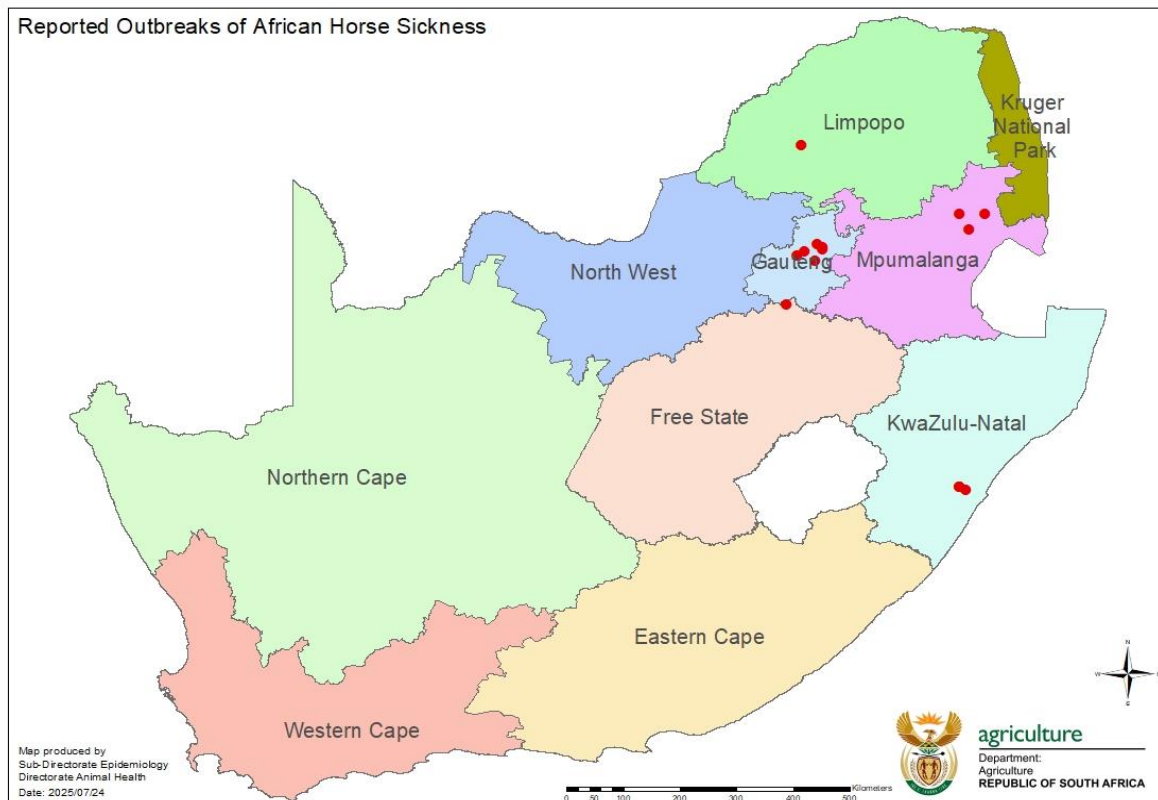 Reported Outbreaks of African Horse Sickness
Kruger
National
Park
Limpopo
North West
Gauteng
Mpumalanga
Free State
KwaZulu-Natal
Northern Cape
Eastern Cape
Western Cape
N
W
S
Map produced by
Sub-Directorate Epidemiology
Directorate Animal Health
Date: 2025/07/24
Kilometers
0 50 100 200 300 400 500
agriculture
Department:
Agriculture
REPUBLIC OF SOUTH AFRICA